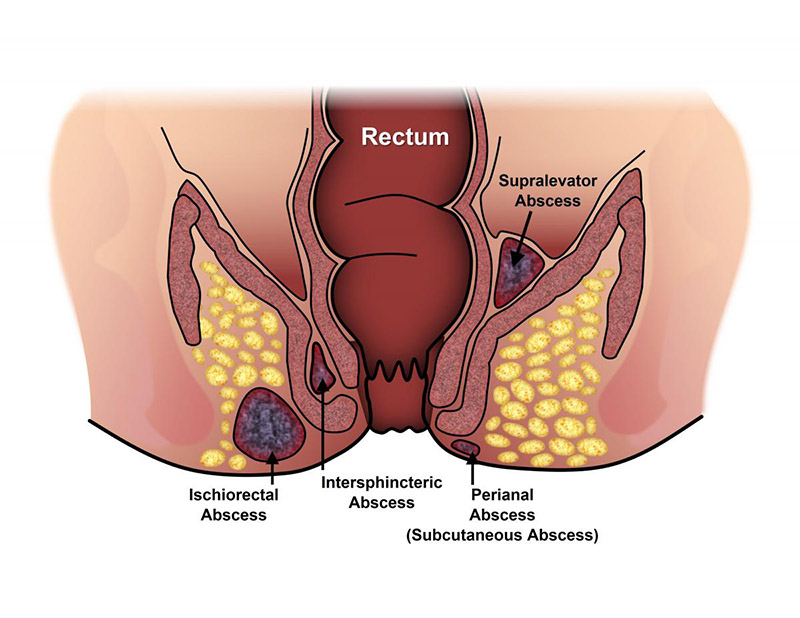 Rectum
Supralevator
Abscess
Ischiorectal
Abscess
Intersphincteric
Abscess
Perianal
Abscess
(Subcutaneous Abscess)